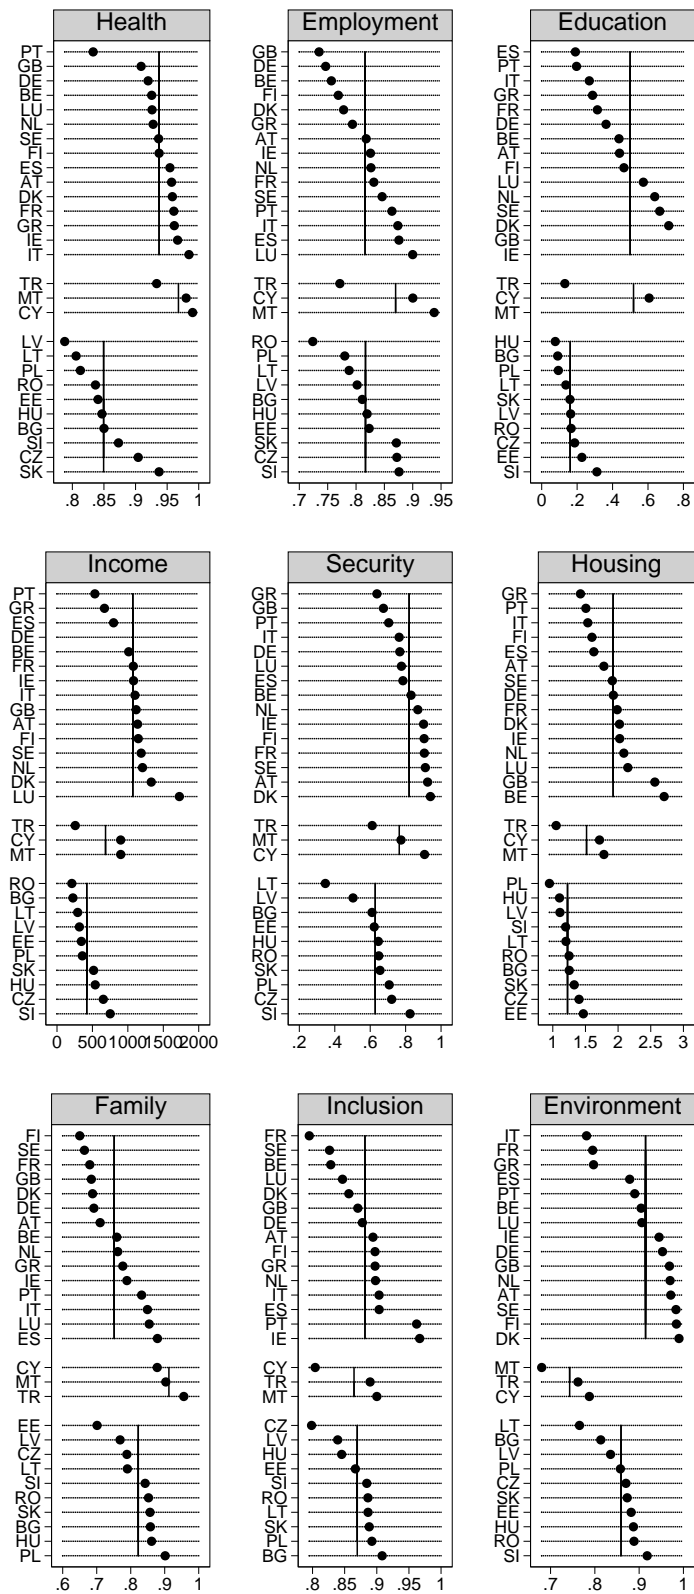 Health
PT
GB
DE
BE
LU
NL
SE
FI
ES
AT
DK
FR
GR
IE
IT
TR
MT
CY
LV
LT
PL
RO
EE
HU
BG
SI
CZ
SK
.8 .85 .9 .95 1
Employment
GB
DE
BE
FI
DK
GR
AT
IE
NL
FR
SE
PT
IT
ES
LU
TR
CY
MT
RO
PL
LT
LV
BG
HU
EE
SK
CZ
SI
.7 .75 .8 .85 .9 .95
Education
ES
PT
IT
GR
FR
DE
BE
AT
FI
LU
NL
SE
DK
GB
IE
TR
CY
MT
HU
BG
PL
LT
SK
LV
RO
CZ
EE
SI
0 .2 .4 .6 .8
Income
PT
GR
ES
DE
BE
FR
IE
IT
GB
AT
FI
SE
NL
DK
LU
TR
CY
MT
RO
BG
LT
LV
EE
PL
SK
HU
CZ
SI
0 500 1000 1500 2000
Security
GR
GB
PT
IT
DE
LU
ES
BE
NL
IE
FI
FR
SE
AT
DK
TR
MT
CY
LT
LV
BG
EE
HU
RO
SK
PL
CZ
SI
.2 .4 .6 .8 1
Housing
GR
PT
IT
FI
ES
AT
SE
DE
FR
DK
IE
NL
LU
GB
BE
TR
CY
MT
PL
HU
LV
SI
LT
RO
BG
SK
CZ
EE
1 1.5 2 2.5 3
Family
FI
SE
FR
GB
DK
DE
AT
BE
NL
GR
IE
PT
IT
LU
ES
CY
MT
TR
EE
LV
CZ
LT
SI
RO
SK
BG
HU
PL
.6 .7 .8 .9 1
Inclusion
FR
SE
BE
LU
DK
GB
DE
AT
FI
GR
NL
IT
ES
PT
IE
CY
TR
MT
CZ
LV
HU
EE
SI
RO
LT
SK
PL
BG
.8 .85 .9 .95 1
Environment
IT
FR
GR
ES
PT
BE
LU
IE
DE
GB
NL
AT
SE
FI
DK
MT
TR
CY
LT
BG
LV
PL
CZ
SK
EE
HU
RO
SI
.7 .8 .9 1